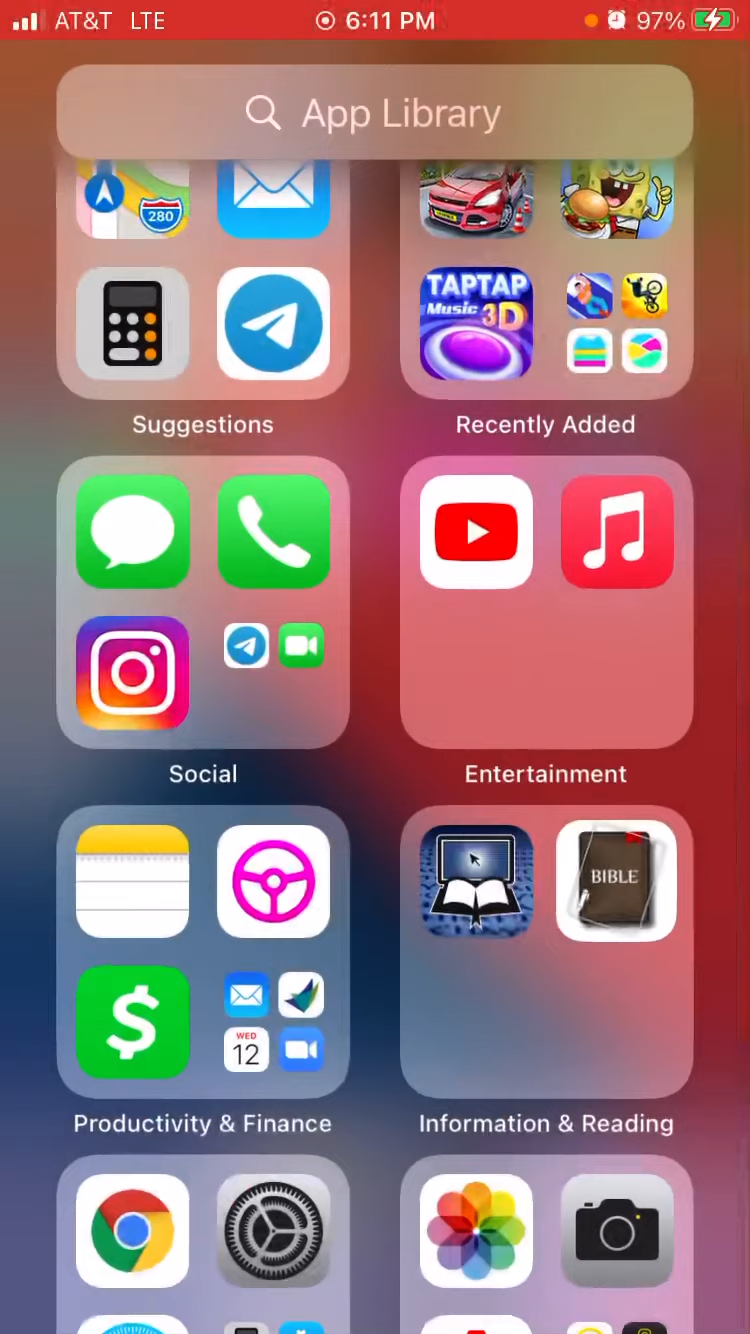 AT&T LTE 6:11 PM 97%
App Library
280
TAPTAP
Music 3D
Suggestions
Recently Added
Social
Entertainment
BIBLE
$
WED
12
Productivity & Finance
Information & Reading